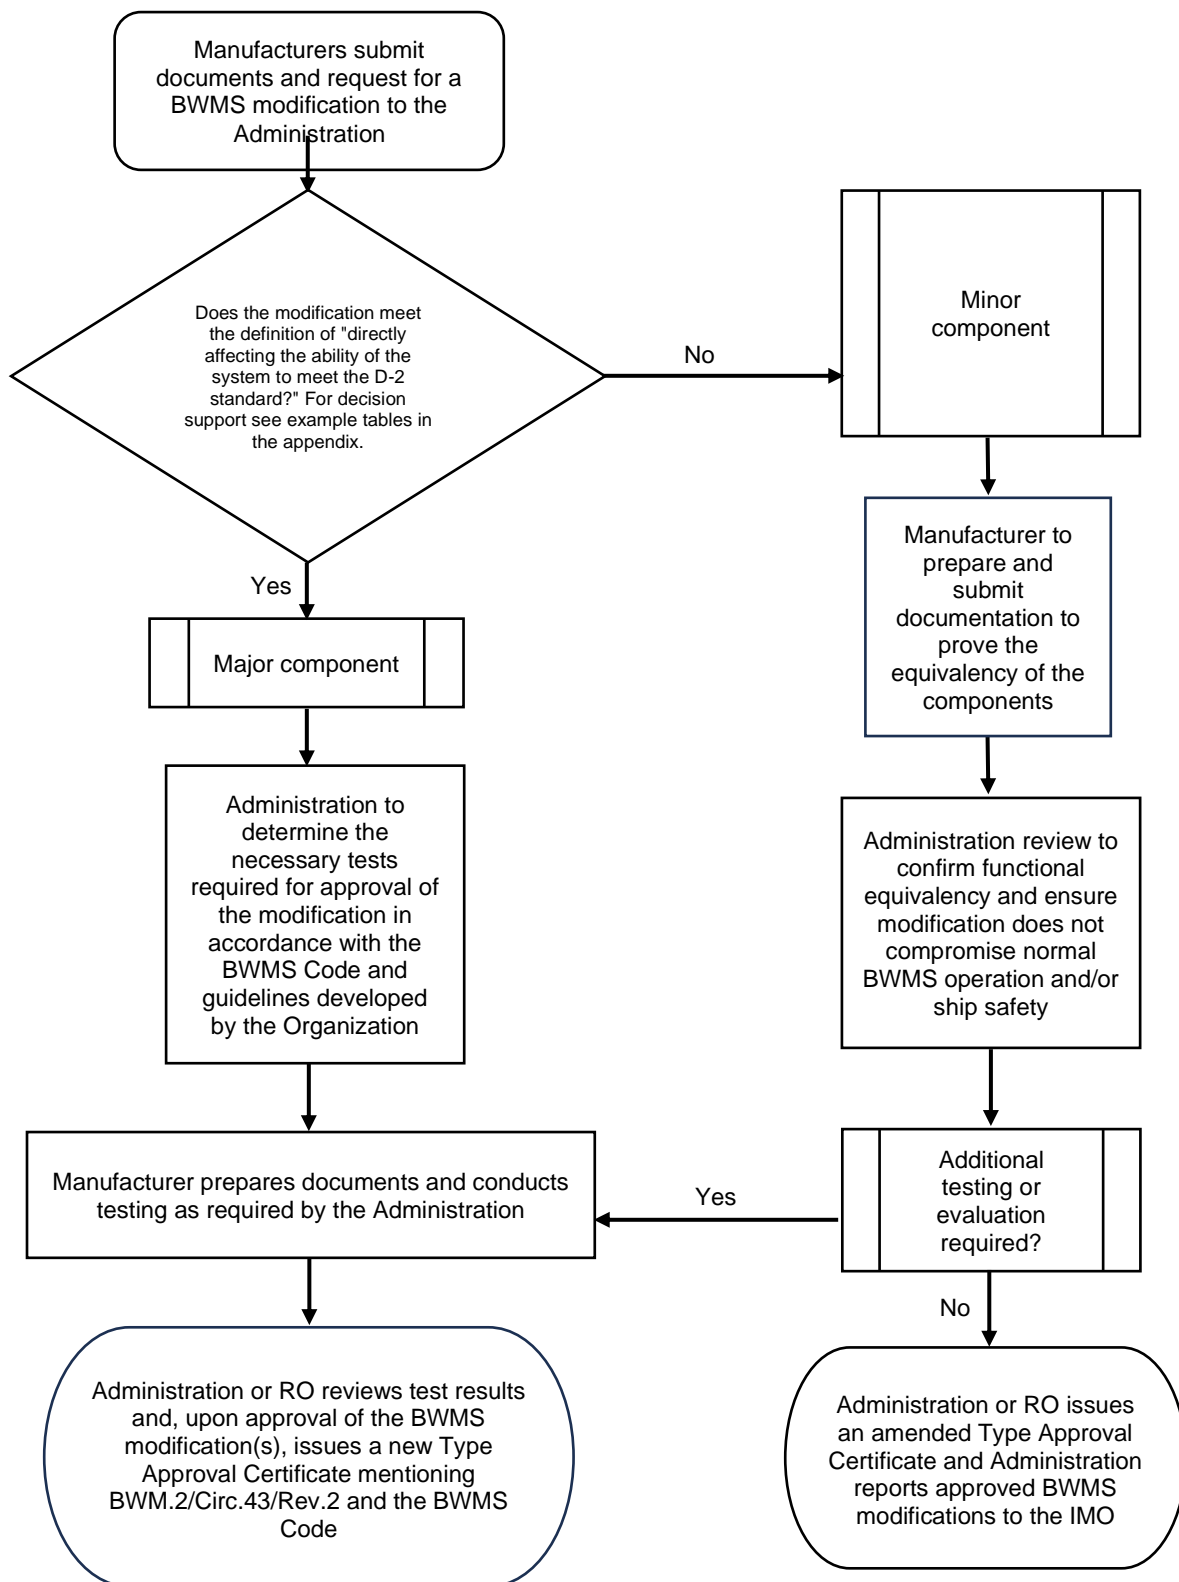 Manufacturers submit
documents and request for a
BWMS modification to the
Administration
Does the modification meet
the definition of "directly
affecting the ability of the
system to meet the D-2
standard?" For decision
support see example tables in
the appendix.
No
Minor
component
Yes
Major component
Manufacturer to
prepare and
submit
documentation to
prove the
equivalency of the
components
Administration to
determine the
necessary tests
required for approval of
the modification in
accordance with the
BWMS Code and
guidelines developed
by the Organization
Administration review to
confirm functional
equivalency and ensure
modification does not
compromise normal
BWMS operation and/or
ship safety
Manufacturer prepares documents and conducts
testing as required by the Administration
Yes
Additional
testing or
evaluation
required?
No
Administration or RO reviews test results
and, upon approval of the BWMS
modification(s), issues a new Type
Approval Certificate mentioning
BWM.2/Circ.43/Rev.2 and the BWMS
Code
Administration or RO issues
an amended Type Approval
Certificate and Administration
reports approved BWMS
modifications to the IMO